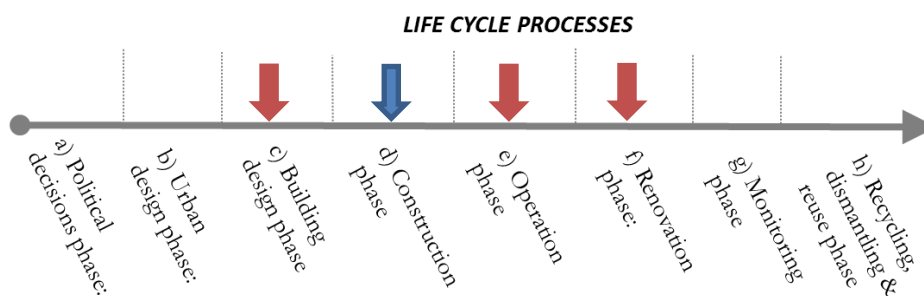 LIFE CYCLE PROCESSES
a) Political
decisions phase:
b) Urban
design phase:
c) Building
design phase
d) Construction
phase
e) Operation
phase
f) Renovation
phase:
g) Monitoring
phase
h) Recycling,
dismantling &
reuse phase